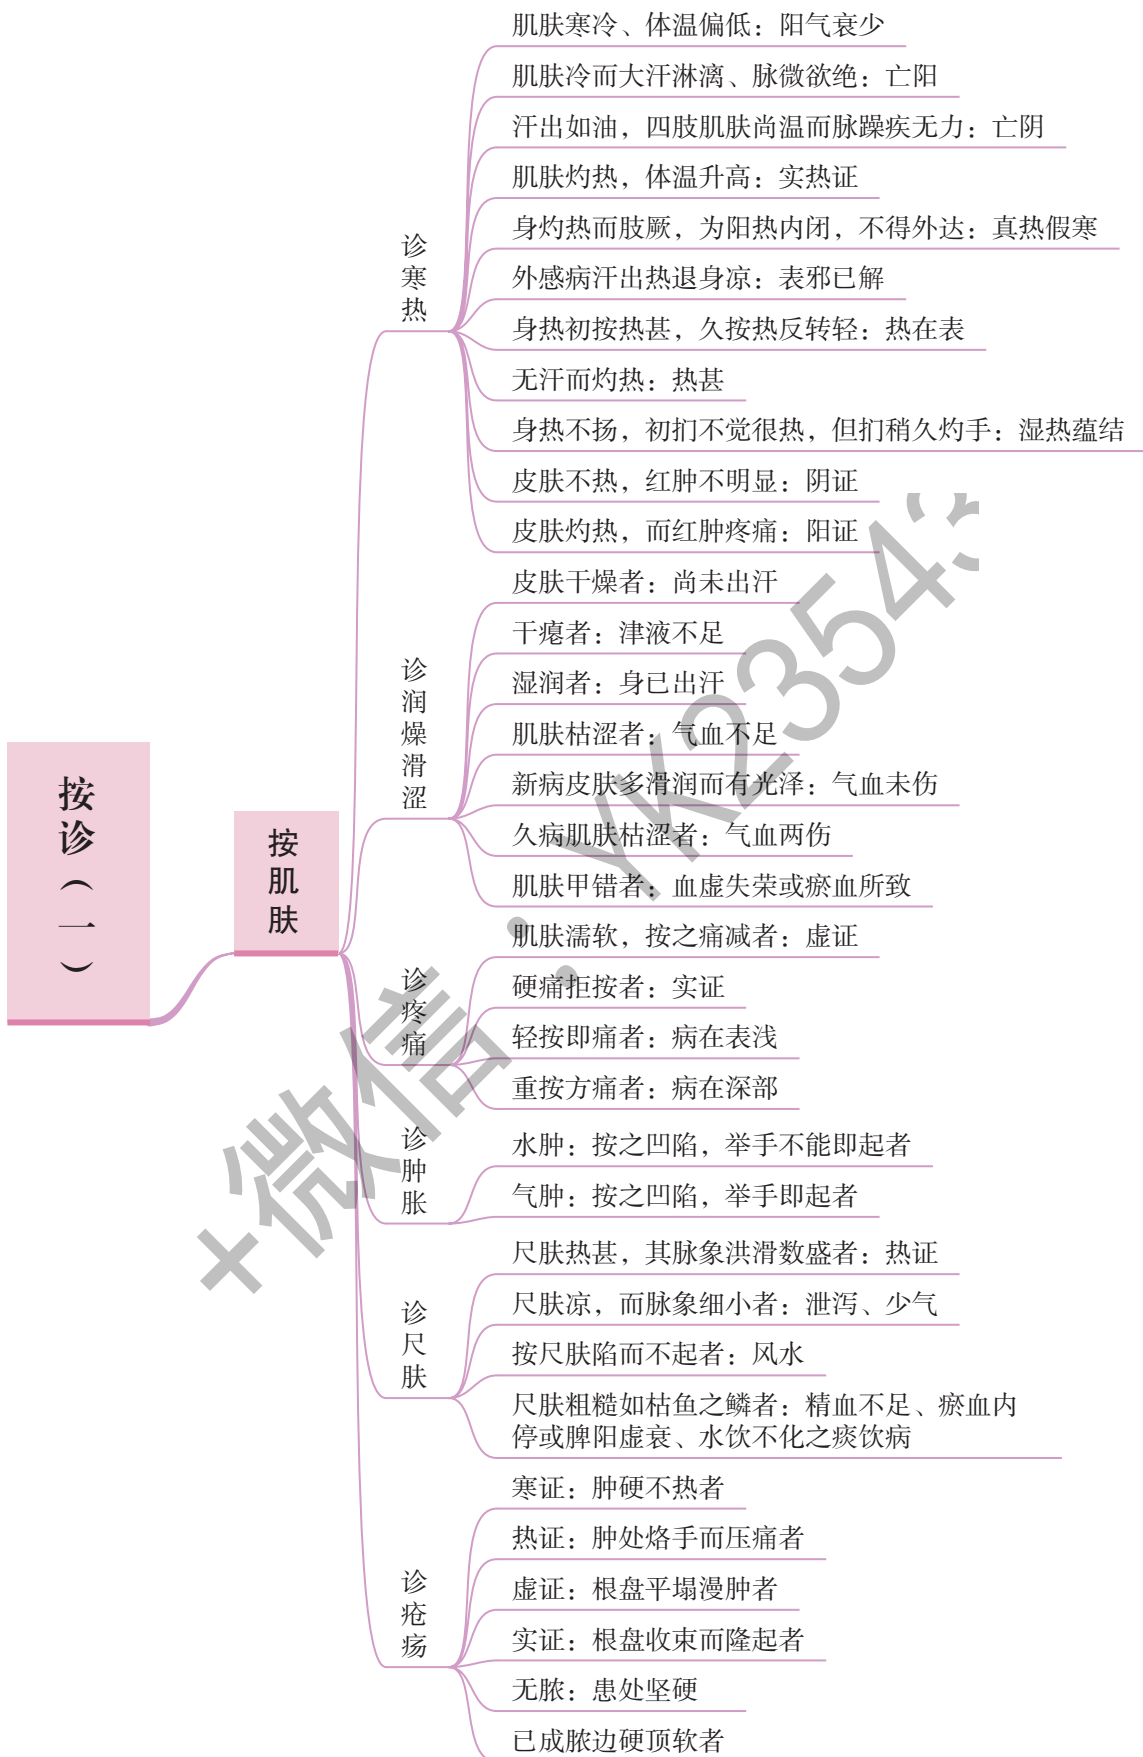 按诊（一）
按肌肤
诊寒热
肌肤寒冷、体温偏低：阳气衰少
肌肤冷而大汗淋漓、脉微欲绝：亡阳
汗出如油，四肢肌肤尚温而脉躁疾无力：亡阴
肌肤灼热，体温升高：实热证
身灼热而肢厥，为阳热内闭，不得外达：真热假寒
外感病汗出热退身凉：表邪已解
身热初按热甚，久按热反转轻：热在表
无汗而灼热：热甚
身热不扬，初扪不觉很热，但扪稍久灼手：湿热蕴结
皮肤不热，红肿不明显：阴证
皮肤灼热，而红肿疼痛：阳证
诊润燥滑涩
皮肤干燥者：尚未出汗
干瘪者：津液不足
湿润者：身已出汗
肌肤枯涩者：气血不足
新病皮肤多滑润而有光泽：气血未伤
久病肌肤枯涩者：气血两伤
肌肤甲错者：血虚失荣或瘀血所致
诊疼痛
肌肤濡软，按之痛减者：虚证
硬痛拒按者：实证
轻按即痛者：病在表浅
重按方痛者：病在深部
诊肿胀
水肿：按之凹陷，举手不能即起者
气肿：按之凹陷，举手即起者
诊尺肤
尺肤热甚，其脉象洪滑数盛者：热证
尺肤凉，而脉象细小者：泄泻、少气
按尺肤陷而不起者：风水
尺肤粗糙如枯鱼之鳞者：精血不足、瘀血内
停或脾阳虚衰、水饮不化之痰饮病
诊疮疡
寒证：肿硬不热者
热证：肿处烙手而压痛者
虚证：根盘平塌漫肿者
实证：根盘收束而隆起者
无脓：患处坚硬
已成脓边硬顶软者
+微信：YK2354